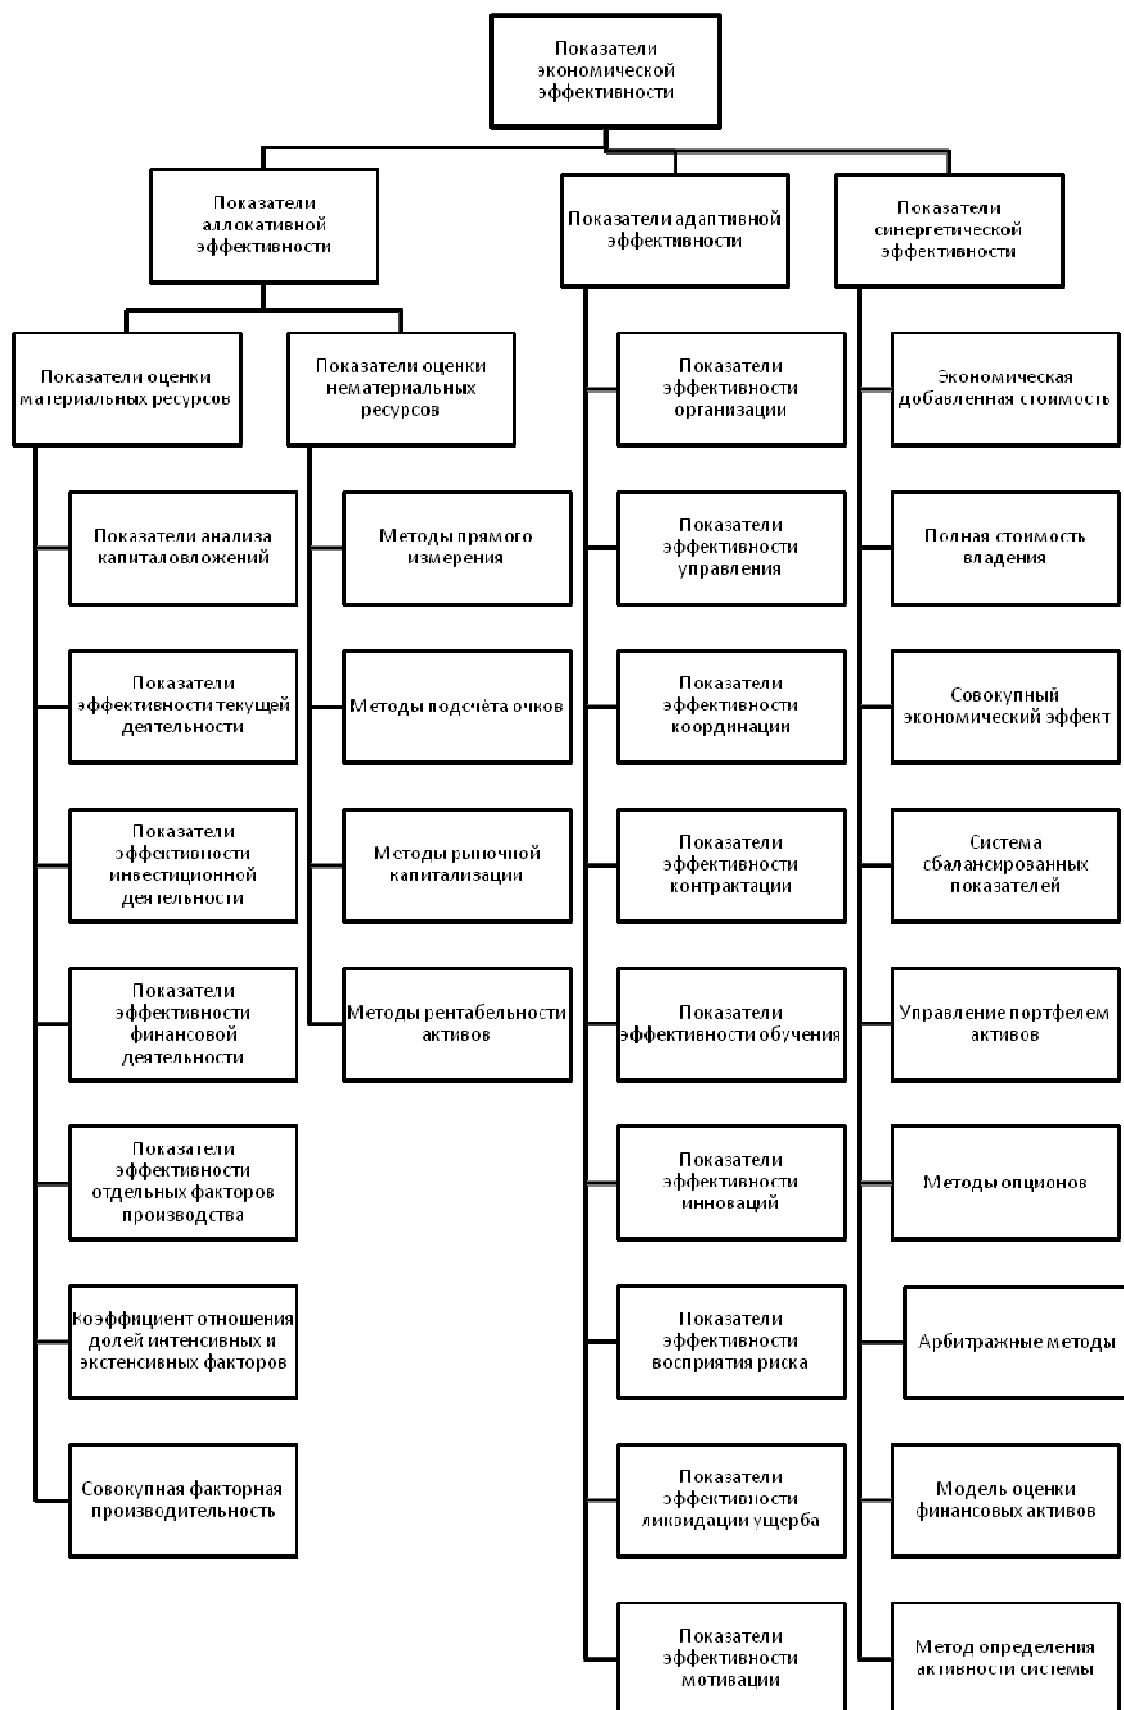 Показатели
экономической
эффективности
Показатели
аллокативной
эффективности
Показатели адаптивной
эффективности
Показатели
синергетической
эффективности
Показатели оценки
материальных ресурсов
Показатели оценки
нематериальных
ресурсов
Показатели
эффективности
организации
Экономическая
добавленная стоимость
Показатели анализа
капиталовложений
Методы прямого
измерения
Показатели
эффективности
управления
Полная стоимость
владения
Показатели
эффективности текущей
деятельности
Методы подсчёта очков
Показатели
эффективности
координации
Совокупный
экономический эффект
Показатели
эффективности
инвестиционной
деятельности
Методы рыночной
капитализации
Показатели
эффективности
контрактации
Система
сбалансированных
показателей
Показатели
эффективности
финансовой
деятельности
Методы рентабельности
активов
Показатели
эффективности обучения
Управление портфелем
активов
Показатели
эффективности
отдельных факторов
производства
Показатели
эффективности
инноваций
Методы опционов
Коэффициент отношения
долей интенсивных и
экстенсивных факторов
Показатели
эффективности
восприятия риска
Арбитражные методы
Совокупная факторная
производительность
Показатели
эффективности
ликвидации ущерба
Модель оценки
финансовых активов
Показатели
эффективности
мотивации
Метод определения
активности системы